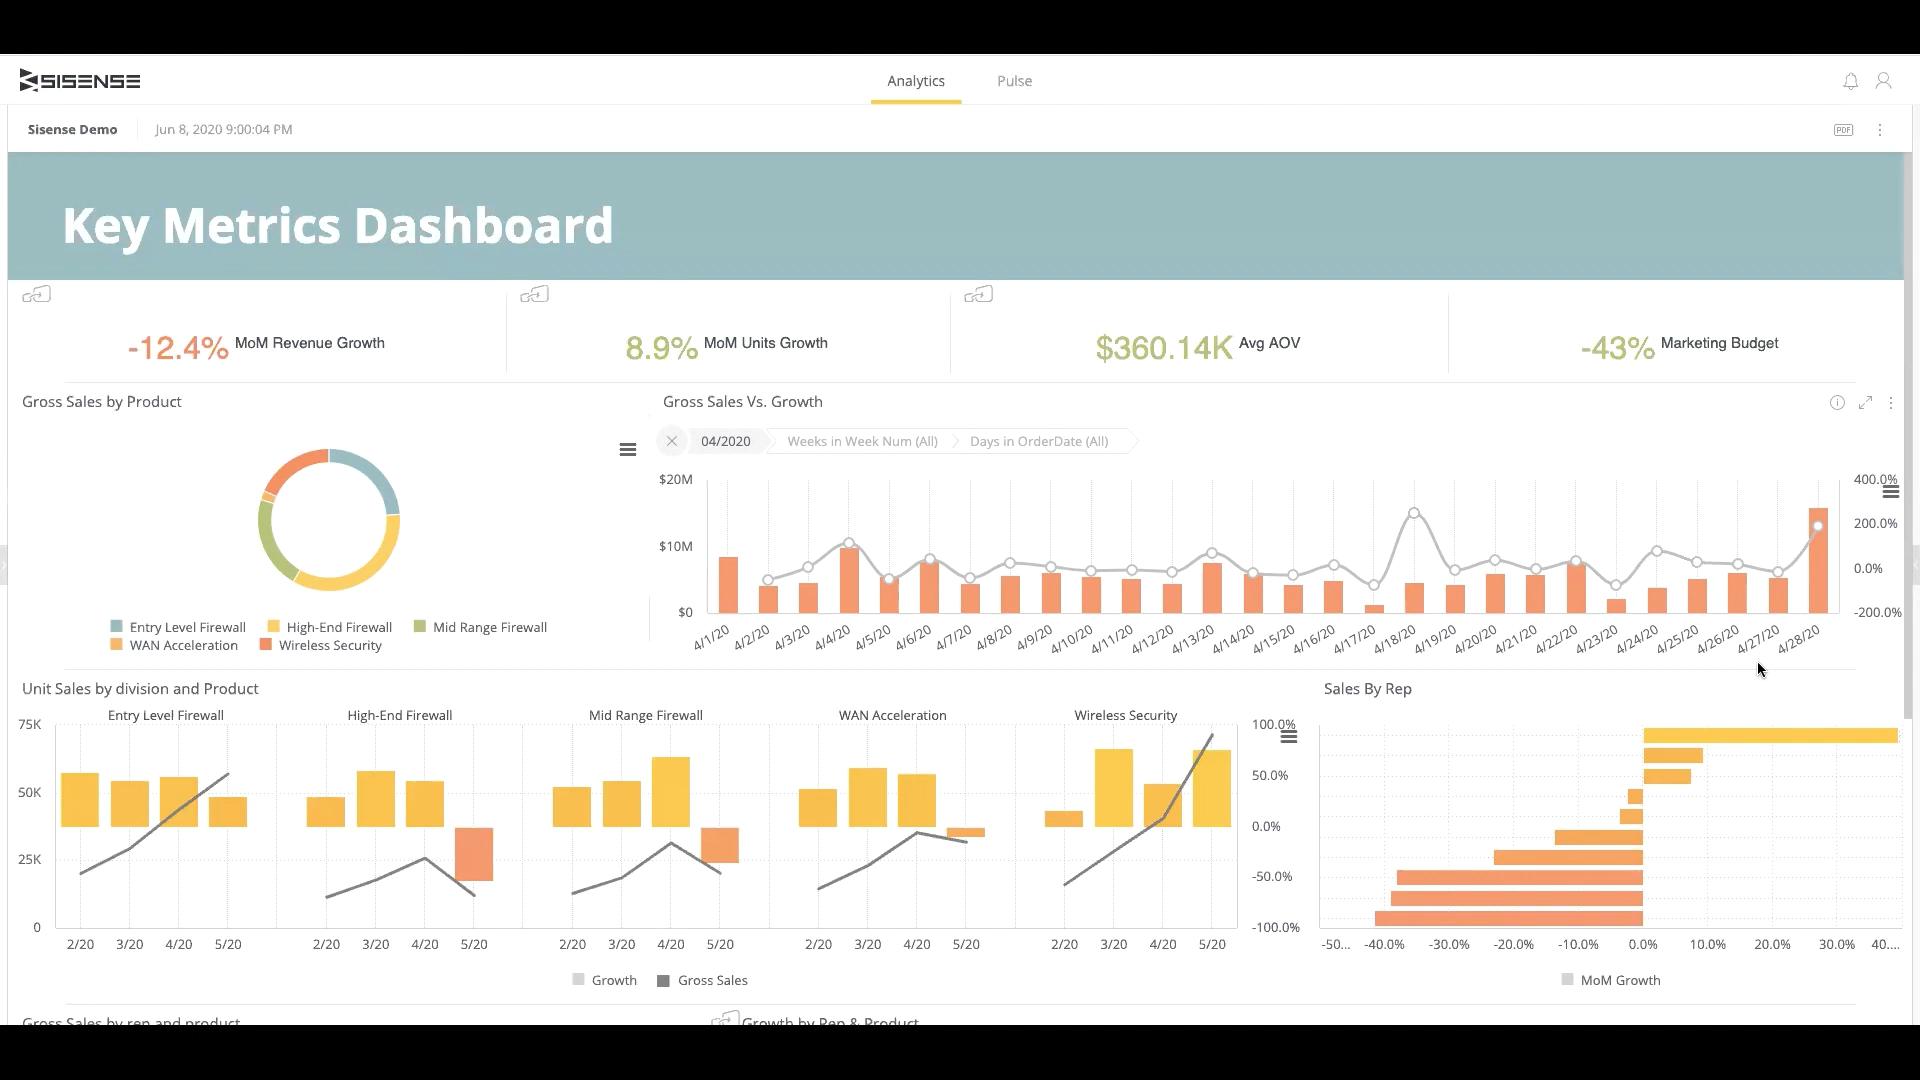 SISENSE
Analytics
Pulse
Sisense Demo
Jun 8, 2020 9:00:04 PM
PDF
Key Metrics Dashboard
-12.4% MoM Revenue Growth
8.9% MoM Units Growth
$360.14K Avg AOV
-43% Marketing Budget
Gross Sales by Product
Entry Level Firewall High-End Firewall Mid Range Firewall
WAN Acceleration Wireless Security
Gross Sales Vs. Growth
04/2020 Weeks in Week Num (All) Days in OrderDate (All)
$20M
$10M
$0
400.0%
200.0%
0.0%
-200.0%
4/1/20 4/2/20 4/3/20 4/4/20 4/5/20 4/6/20 4/7/20 4/8/20 4/9/20 4/10/20 4/11/20 4/12/20 4/13/20 4/14/20 4/15/20 4/16/20 4/17/20 4/18/20 4/19/20 4/20/20 4/21/20 4/22/20 4/23/20 4/24/20 4/25/20 4/26/20 4/27/20 4/28/20
Unit Sales by division and Product
Entry Level Firewall High-End Firewall Mid Range Firewall WAN Acceleration Wireless Security
75K
50K
25K
0
100.0%
50.0%
0.0%
-50.0%
-100.0%
2/20 3/20 4/20 5/20 2/20 3/20 4/20 5/20 2/20 3/20 4/20 5/20 2/20 3/20 4/20 5/20 2/20 3/20 4/20 5/20
Growth Gross Sales
Sales By Rep
-50... -40.0% -30.0% -20.0% -10.0% 0.0% 10.0% 20.0% 30.0% 40....
MoM Growth
Gross Sales by rep and product
Growth by Rep & Product